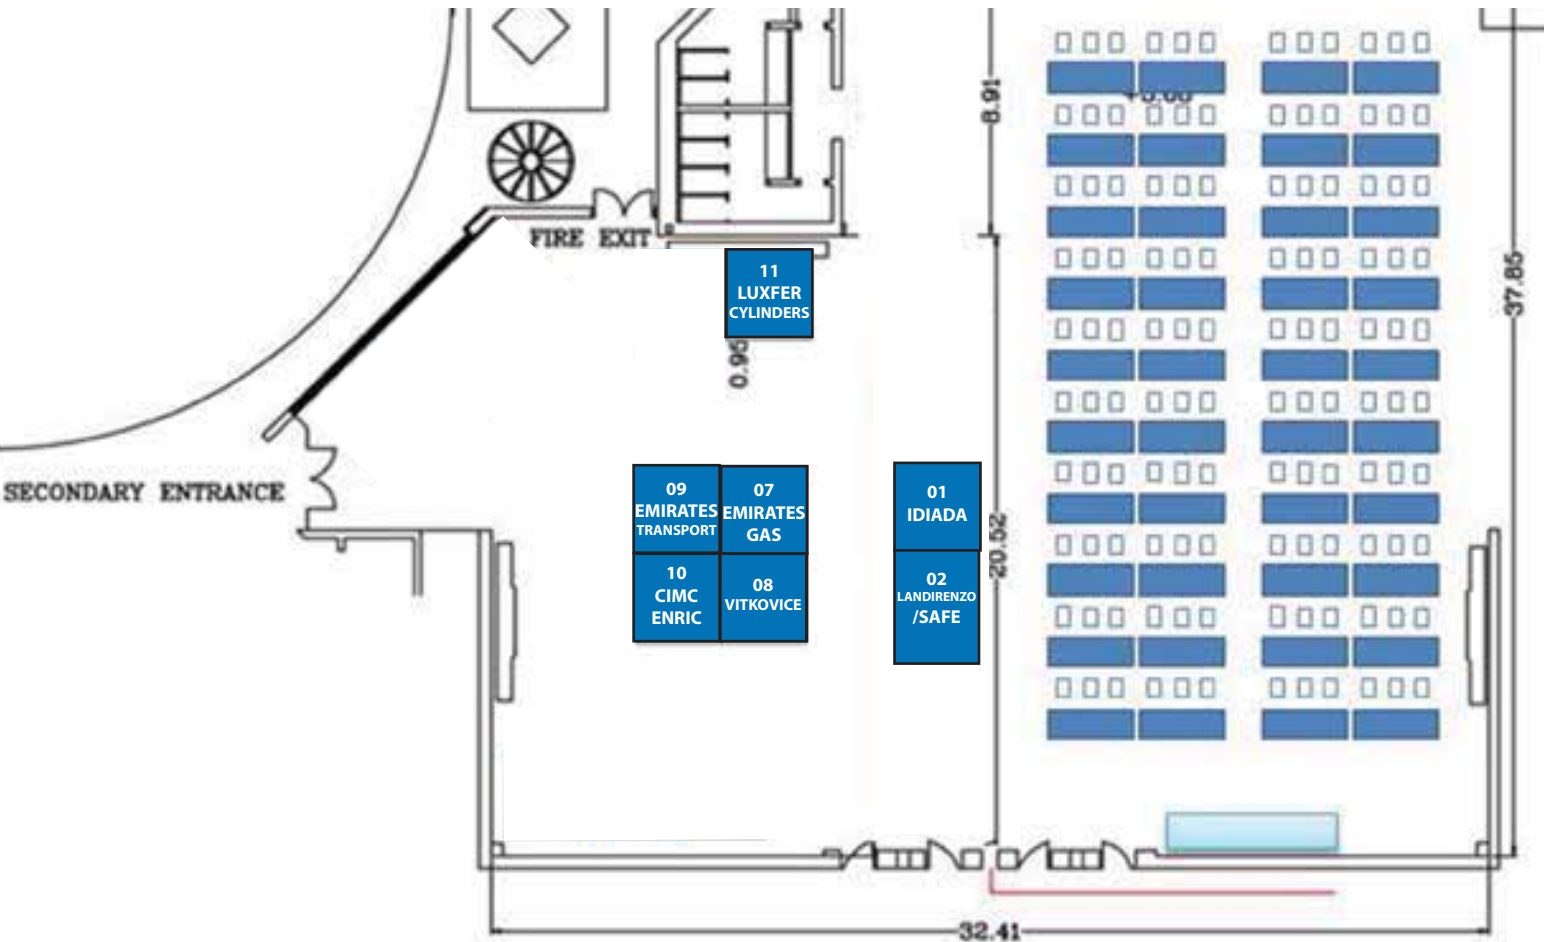 8.91
FIRE EXIT
11
LUXFER
CYLINDERS
0.95
37.85
SECONDARY ENTRANCE
09
EMIRATES
TRANSPORT
07
EMIRATES
GAS
01
IDIADA
20.52
10
CIMC
ENRIC
08
VITKOVICE
02
LANDIRENZO
/SAFE
32.41